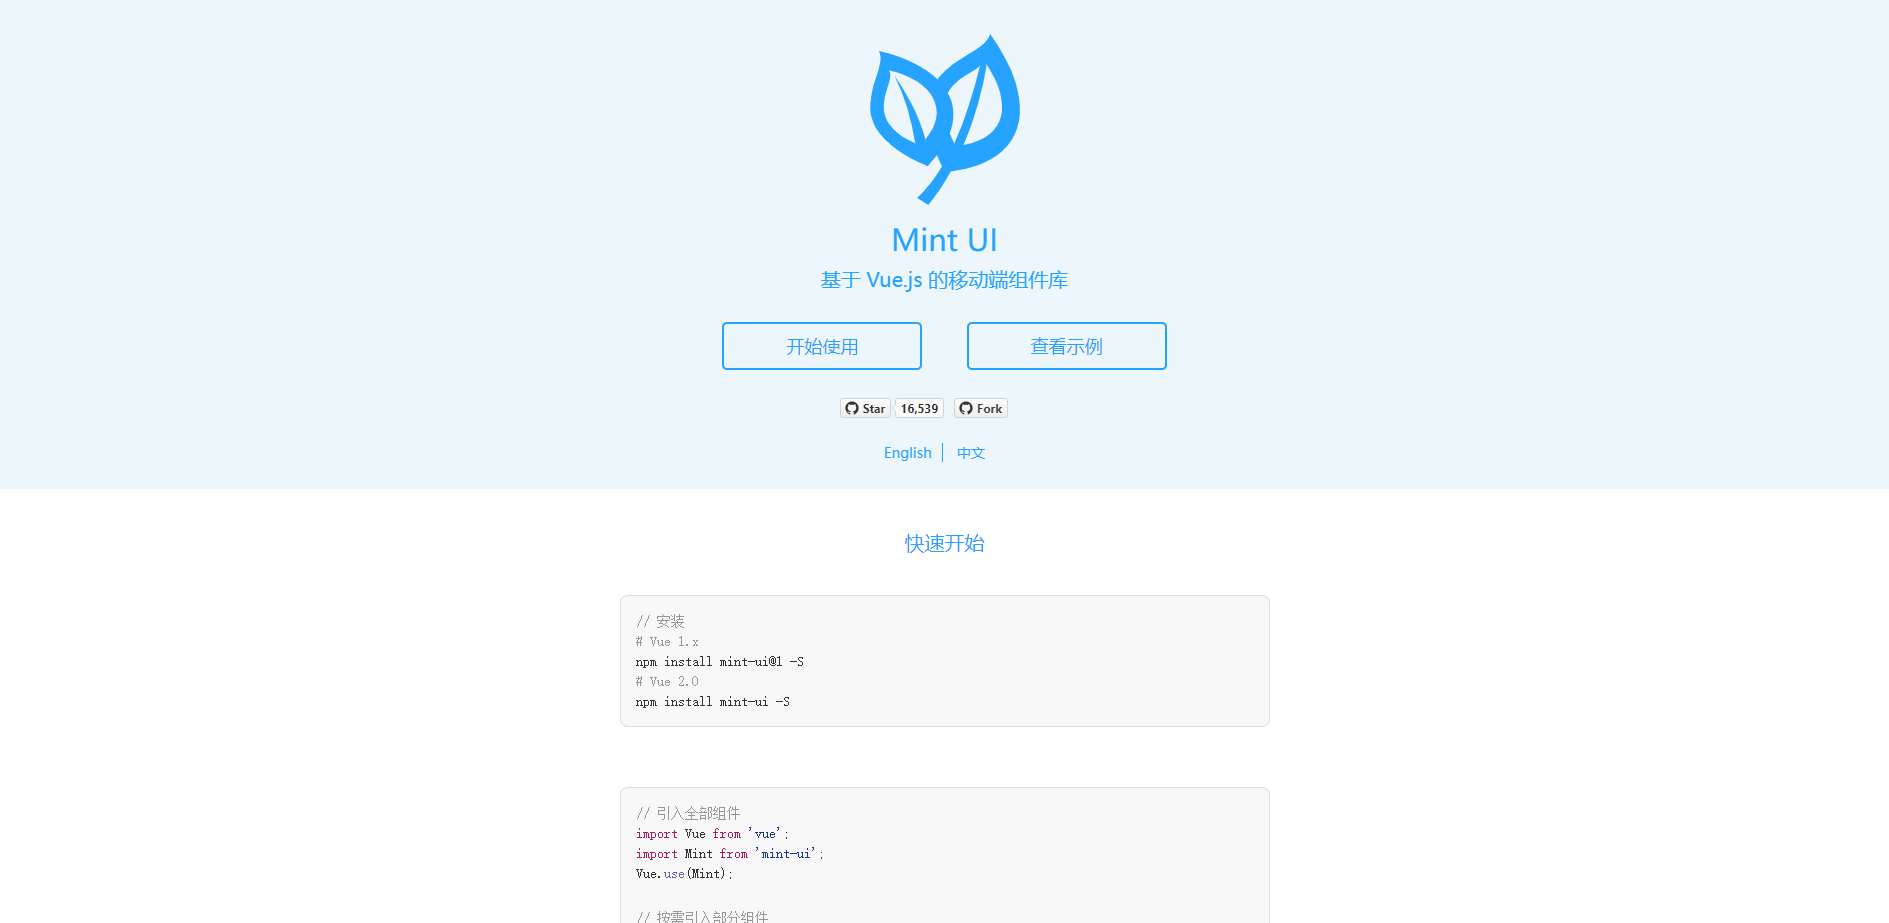 Mint UI
基于 Vue.js 的移动端组件库
开始使用 查看示例
Star 16,539 Fork
English 中文
快速开始
// 安装
# Vue 1.x
npm install mint-ui@1 -S
# Vue 2.0
npm install mint-ui -S
// 引入全部组件
import Vue from 'vue';
import Mint from 'mint-ui';
Vue.use(Mint);
// 按需引入部分组件